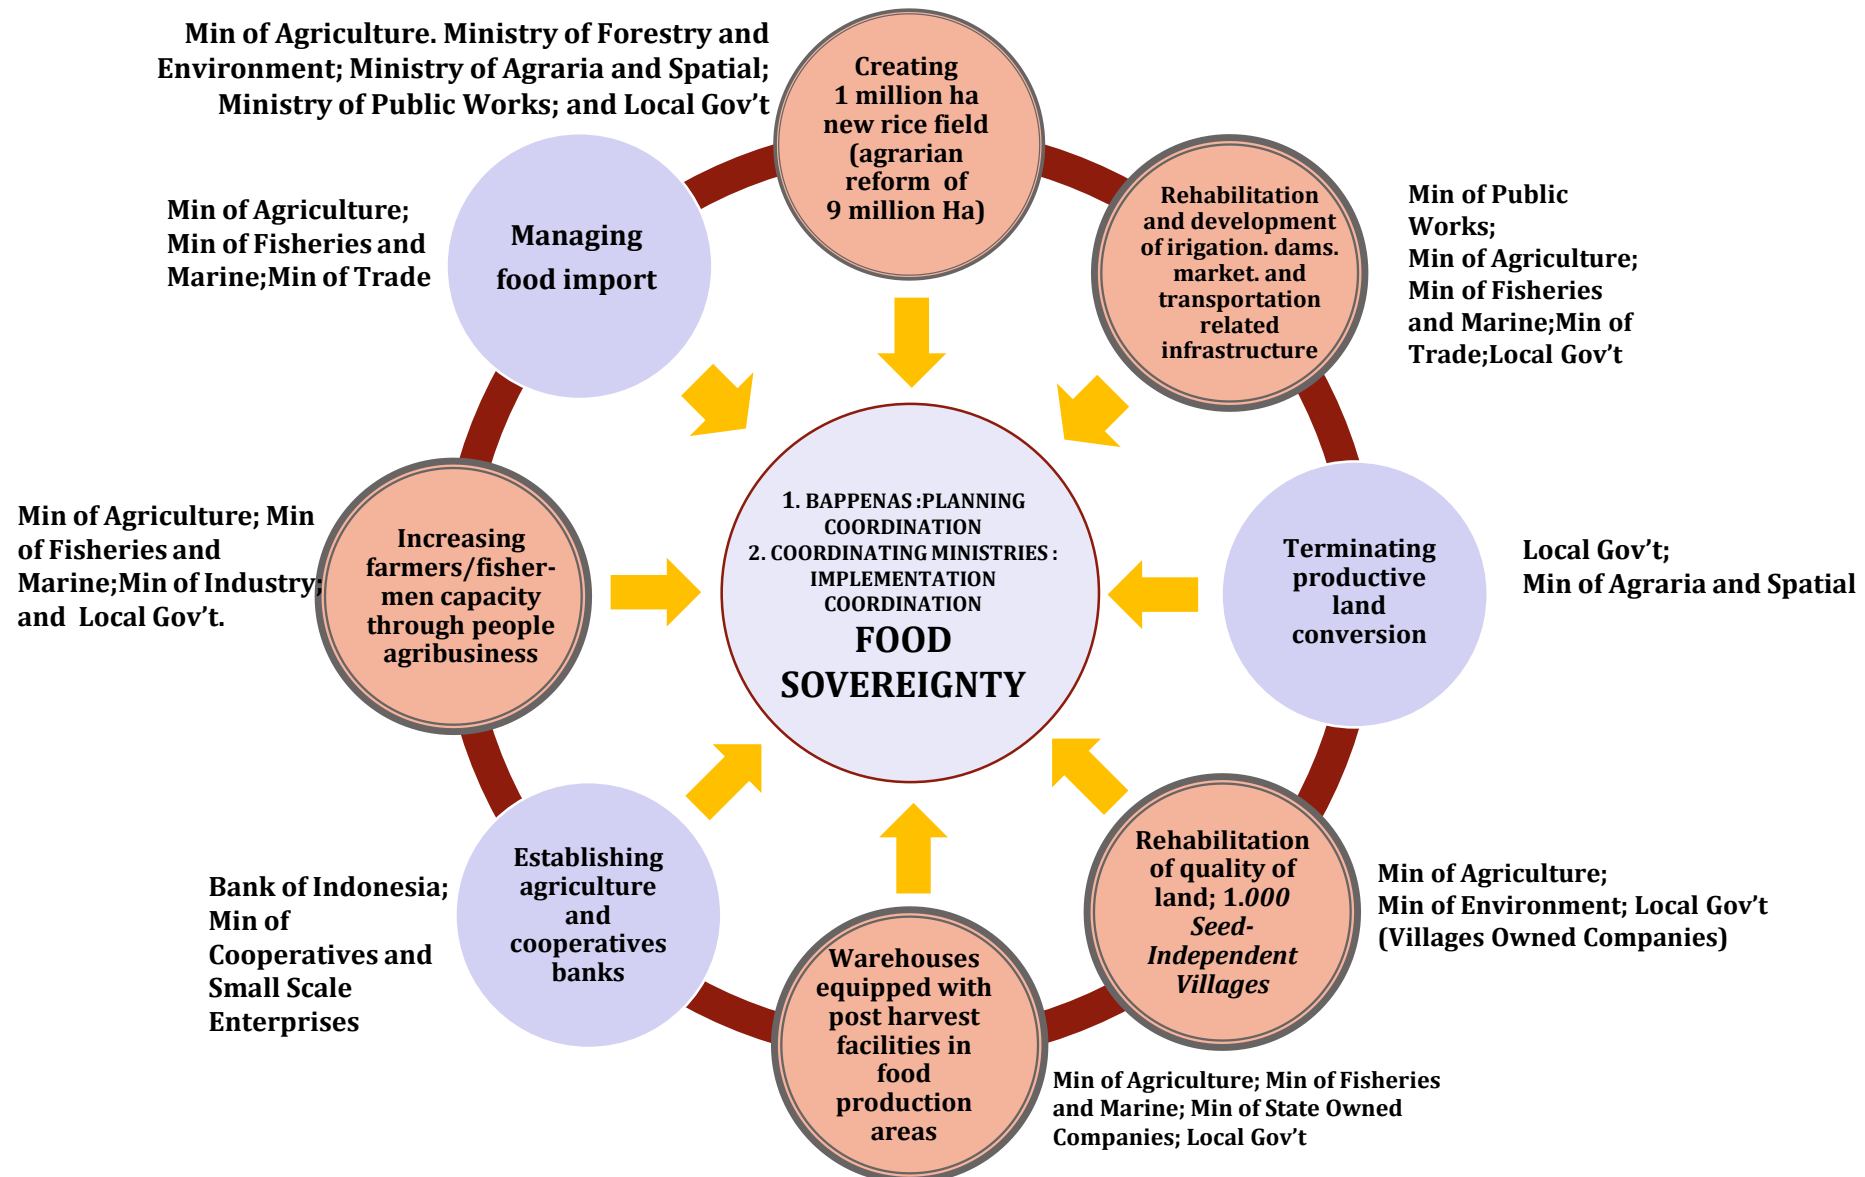 Min of Agriculture. Ministry of Forestry and
Environment; Ministry of Agraria and Spatial;
Ministry of Public Works; and Local Gov’t
Creating
1 million ha
new rice field
(agrarian
reform of
9 million Ha)
Rehabilitation
and development
of irigation. dams.
market. and
transportation
related
infrastructure
Min of Public
Works;
Min of Agriculture;
Min of Fisheries
and Marine;Min of
Trade;Local Gov’t
Min of Agriculture;
Min of Fisheries and
Marine;Min of Trade
Managing
food import
1. BAPPENAS :PLANNING
COORDINATION
2. COORDINATING MINISTRIES :
IMPLEMENTATION
COORDINATION
FOOD
SOVEREIGNTY
Terminating
productive
land
conversion
Local Gov’t;
Min of Agraria and Spatial
Min of Agriculture; Min
of Fisheries and
Marine;Min of Industry;
and Local Gov’t.
Increasing
farmers/fisher-
men capacity
through people
agribusiness
Rehabilitation
of quality of
land; 1.000
Seed-
Independent
Villages
Min of Agriculture;
Min of Environment; Local Gov’t
(Villages Owned Companies)
Bank of Indonesia;
Min of
Cooperatives and
Small Scale
Enterprises
Establishing
agriculture
and
cooperatives
banks
Warehouses
equipped with
post harvest
facilities in
food
production
areas
Min of Agriculture; Min of Fisheries
and Marine; Min of State Owned
Companies; Local Gov’t